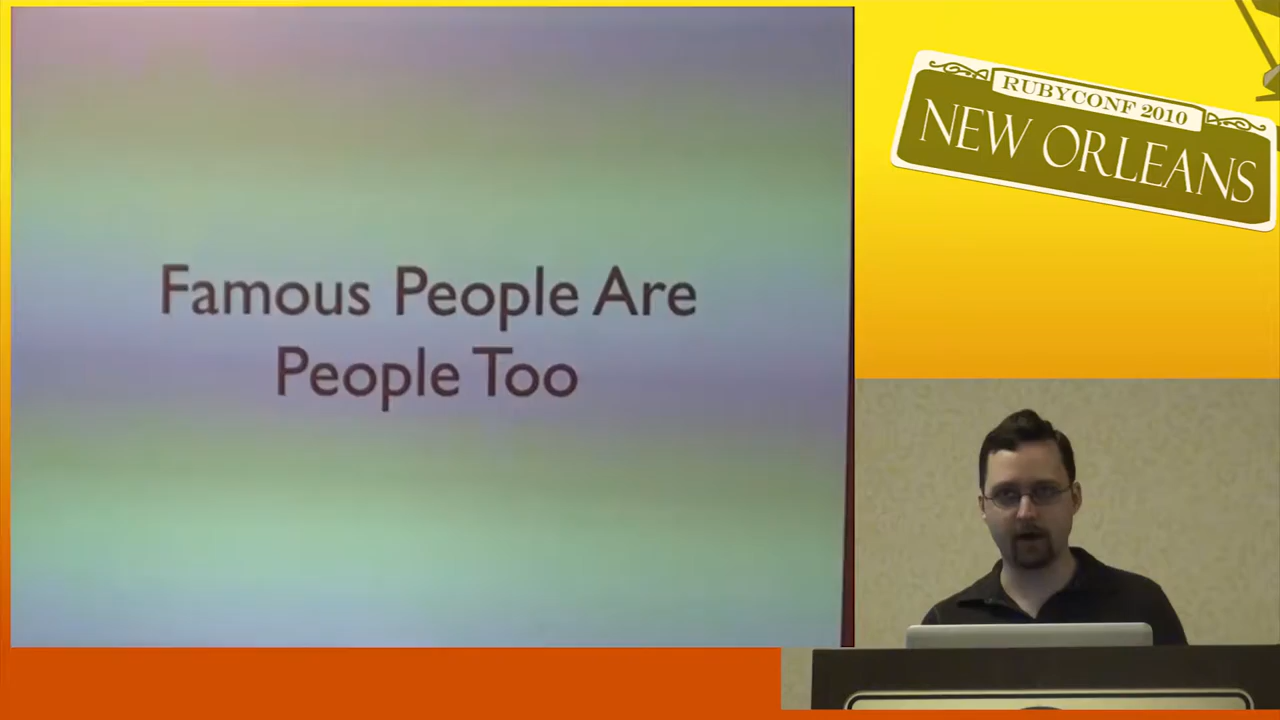 Famous People Are
People Too
RUBYCONF 2010
NEW ORLEANS